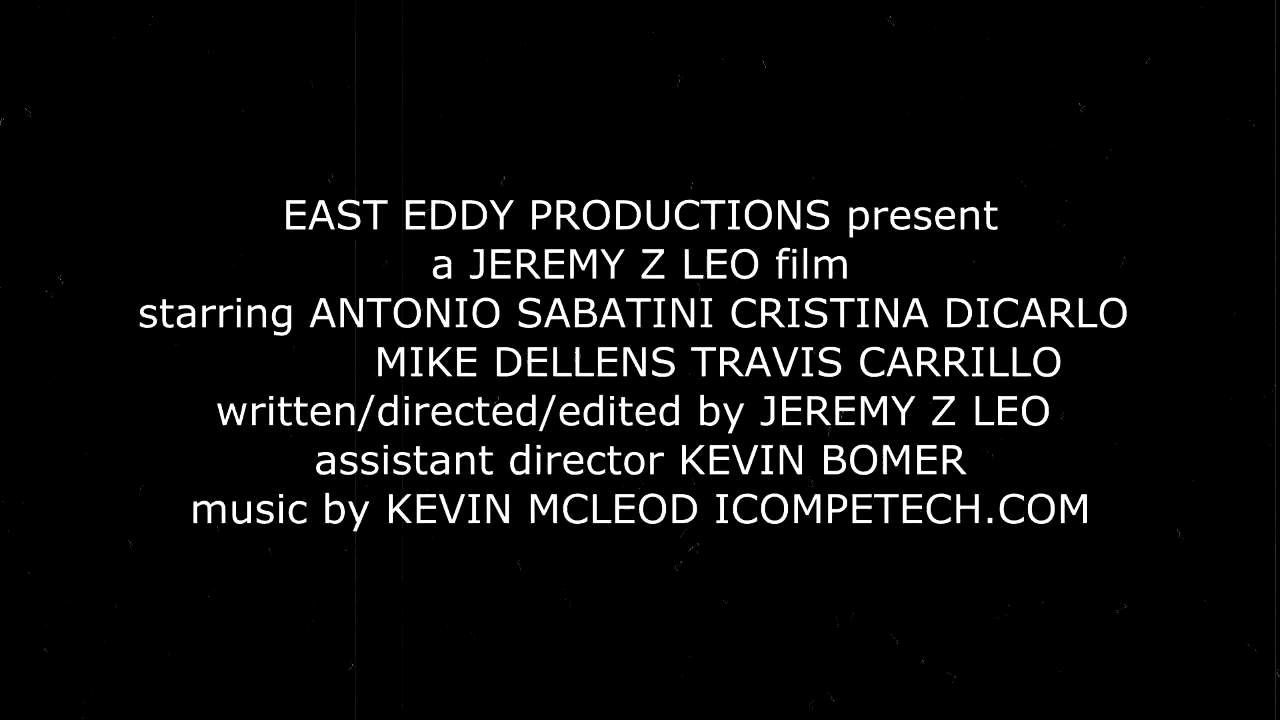 EAST EDDY PRODUCTIONS present
a JEREMY Z LEO film
starring ANTONIO SABATINI CRISTINA DICARLO
MIKE DELLENS TRAVIS CARRILLO
written/directed/edited by JEREMY Z LEO
assistant director KEVIN BOMER
music by KEVIN MCLEOD ICOMPETECH.COM